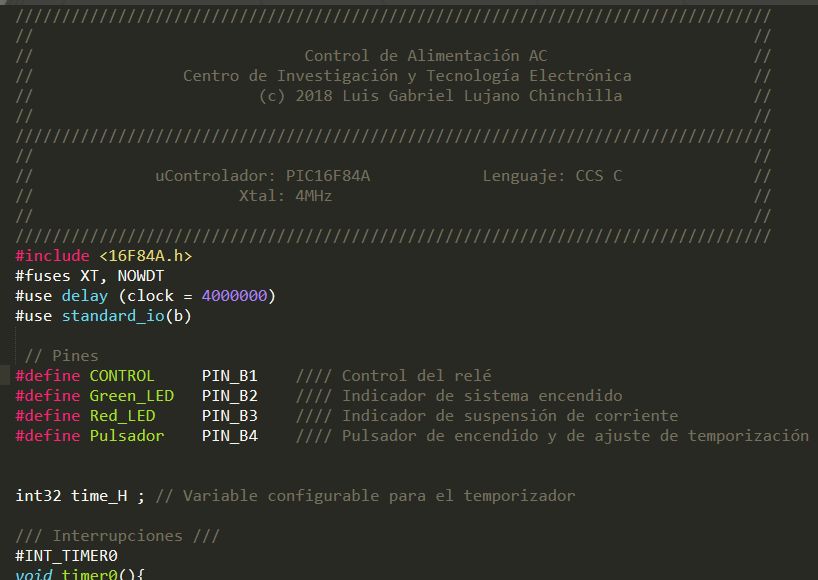 /////////////////////////////////////////////////////////////////////////////////
//                                                                             //
//                             Control de Alimentación AC                      //
//                Centro de Investigación y Tecnología Electrónica             //
//                        (c) 2018 Luis Gabriel Lujano Chinchilla              //
//                                                                             //
/////////////////////////////////////////////////////////////////////////////////
//                                                                             //
//             uControlador: PIC16F84A            Lenguaje: CCS C              //
//                      Xtal: 4MHz                                             //
//                                                                             //
/////////////////////////////////////////////////////////////////////////////////
#include <16F84A.h>
#fuses XT, NOWDT
#use delay (clock = 4000000)
#use standard_io(b)
// Pines
#define CONTROL     PIN_B1    //// Control del relé
#define Green_LED   PIN_B2    //// Indicador de sistema encendido
#define Red_LED     PIN_B3    //// Indicador de suspensión de corriente
#define Pulsador    PIN_B4    //// Pulsador de encendido y de ajuste de temporización
int32 time_H ; // Variable configurable para el temporizador
/// Interrupciones ///
#INT_TIMER0
void timer0(){